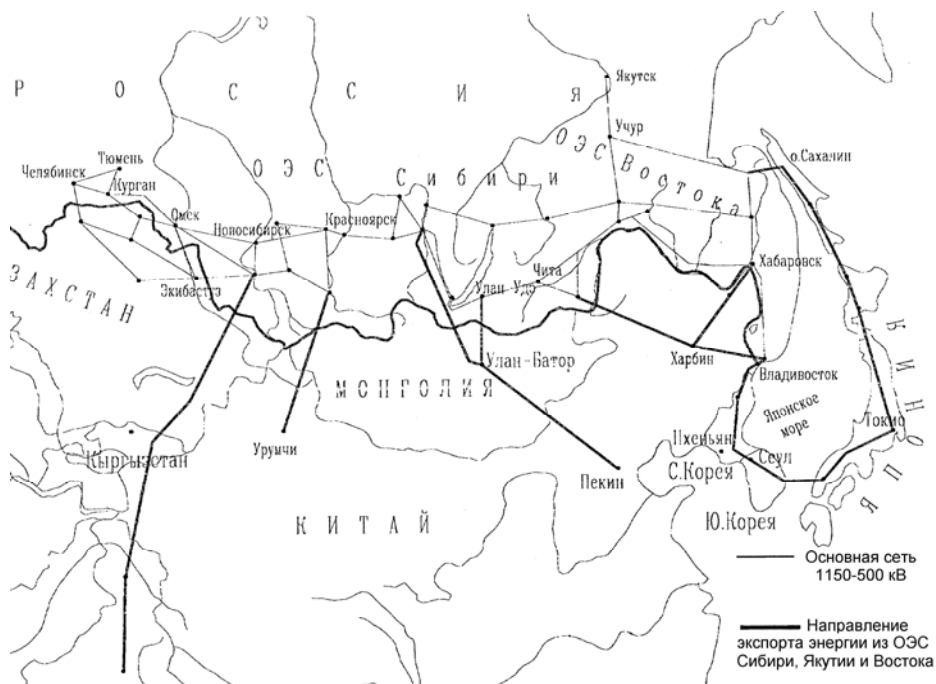 Р О С С И Я
Якутск
Учур
ОЭС Востока
о.Сахалин
Тюмень
Челябинск
Курган
ОЭС Сибири
Омск
Новосибирск
Красноярск
Хабаровск
Чита
Улан Удэ
Экибастуз
ЗАХСТАН
Улан-Батор
Харбин
МОНГОЛИЯ
Владивосток
Японское
море
Токио
ЯПОНИЯ
Урумчи
Кыргызстан
Пхеньян
Сеул
Пекин
С.Корея
Ю.Корея
К И Т А Й
Основная сеть
1150-500 кВ
Направление
экспорта энергии из ОЭС
Сибири, Якутии и Востока